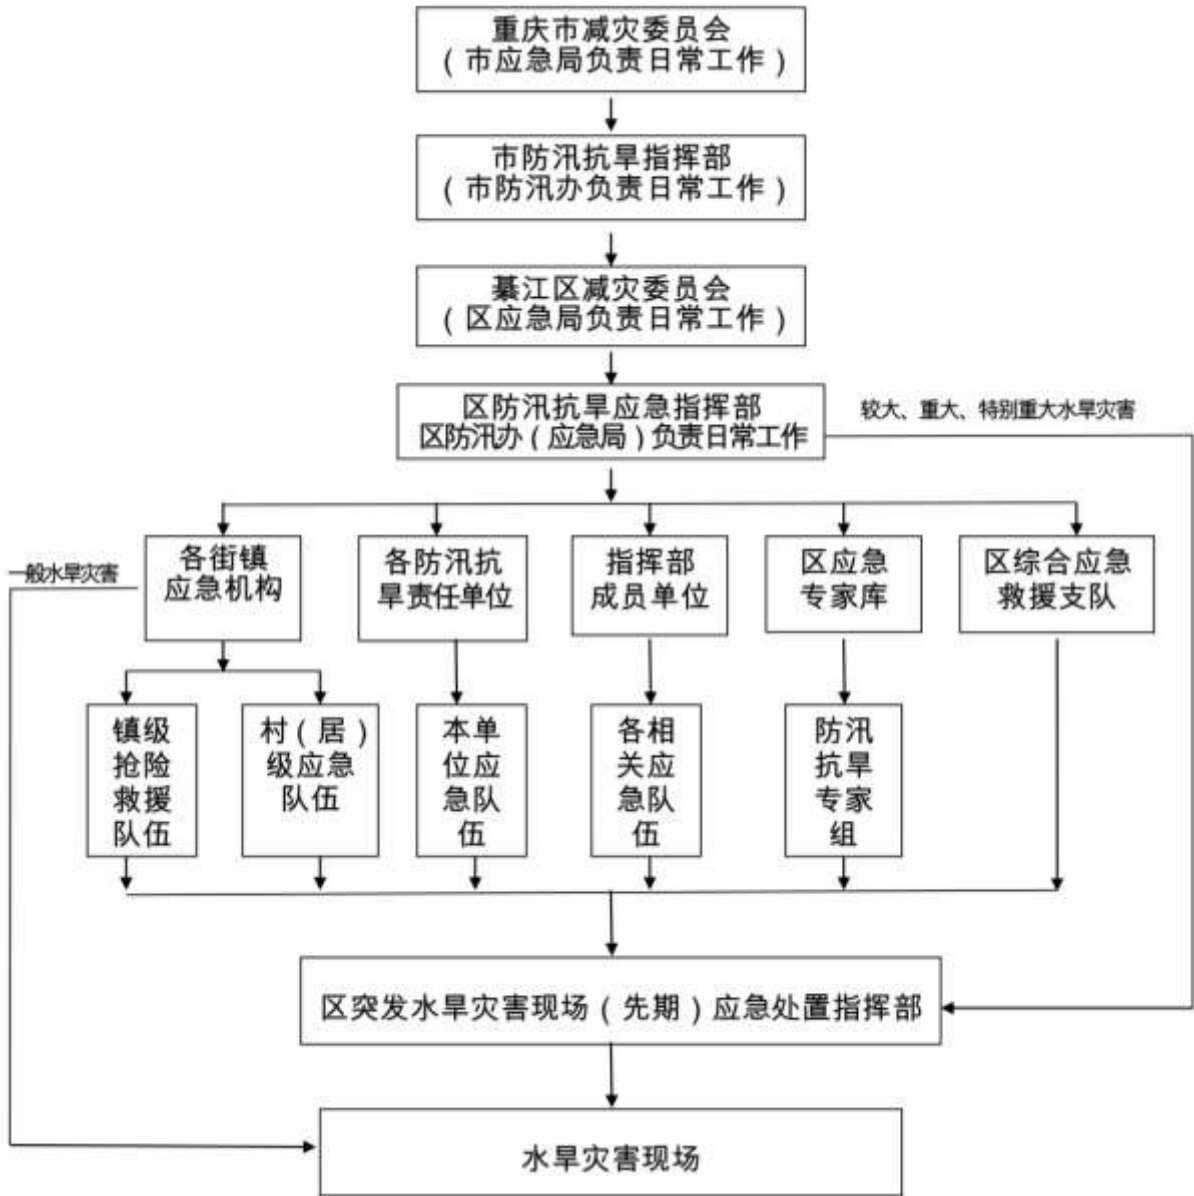 重庆市减灾委员会
（市应急局负责日常工作）
市防汛抗旱指挥部
（市防汛办负责日常工作）
綦江区减灾委员会
（区应急局负责日常工作）
区防汛抗旱应急指挥部
区防汛办（应急局）负责日常工作
较大、重大、特别重大水旱灾害
一般水旱灾害
各街镇
应急机构
各防汛抗
旱责任单位
指挥部
成员单位
区应急
专家库
区综合应急
救援支队
镇级
抢险
救援
队伍
村（居）
级应急
队伍
本单
位应
急队
伍
各相
关应
急队
伍
防汛
抗旱
专家
组
区突发水旱灾害现场（先期）应急处置指挥部
水旱灾害现场